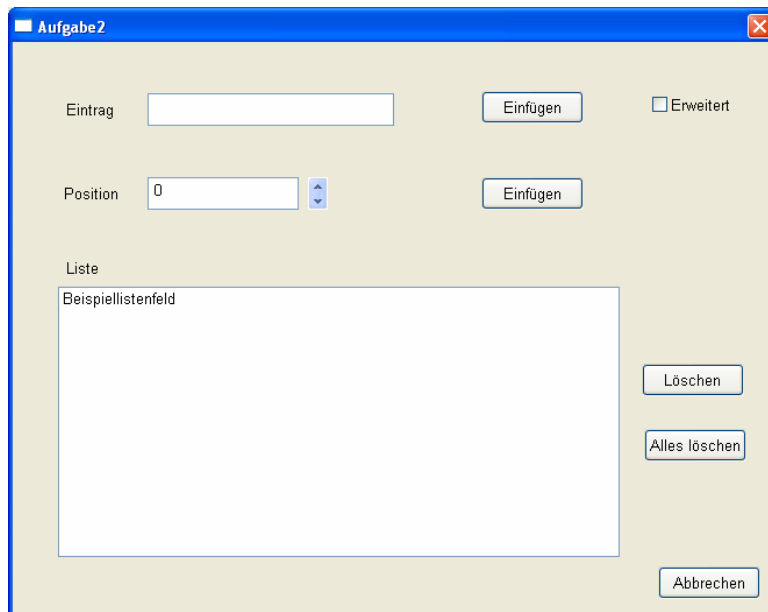 Aufgabe2
Eintrag
Einfügen
Erweitert
Position
0
Einfügen
Liste
Beispiellistenfeld
Löschen
Alles löschen
Abbrechen